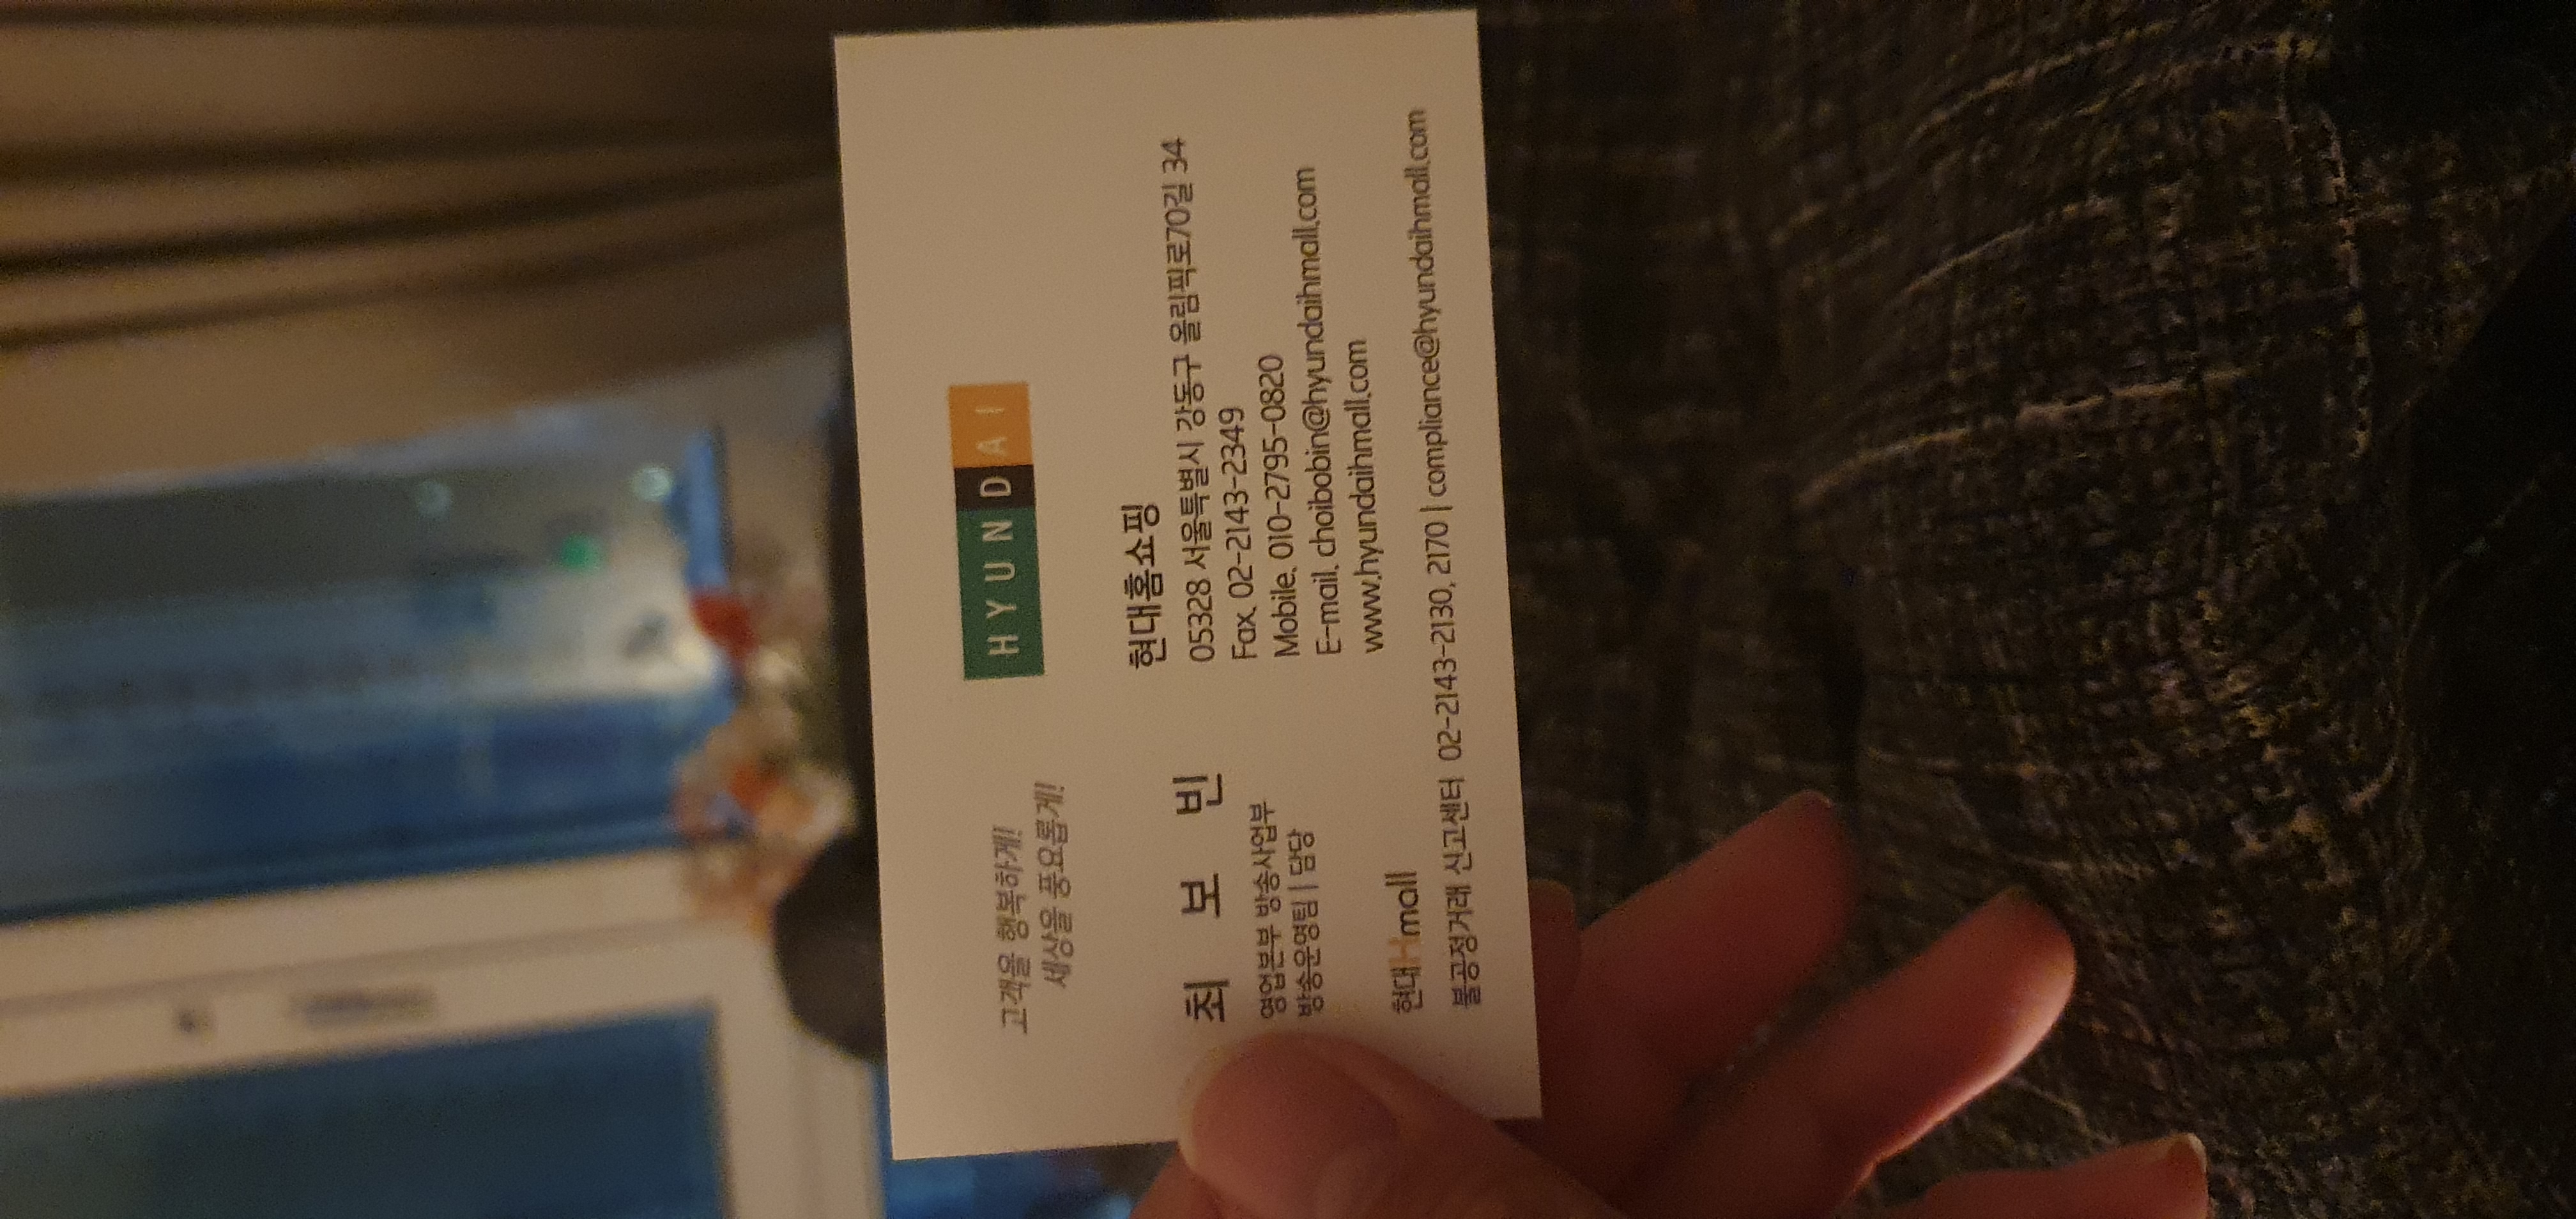 고객을 행복하게!
세상을 풍요롭게!
HYUNDAI
최 보 빈
영업본부 방송사업부
방송운영팀 | 담당
현대홈쇼핑
05328 서울특별시 강동구 올림픽로70길 34
Fax. 02-2143-2349
Mobile. 010-2795-0820
E-mail. choibobin@hyundaihmall.com
www.hyundaihmall.com
현대Hmall
불공정거래 신고센터 02-2143-2130, 2170 | compliance@hyundaihmall.com